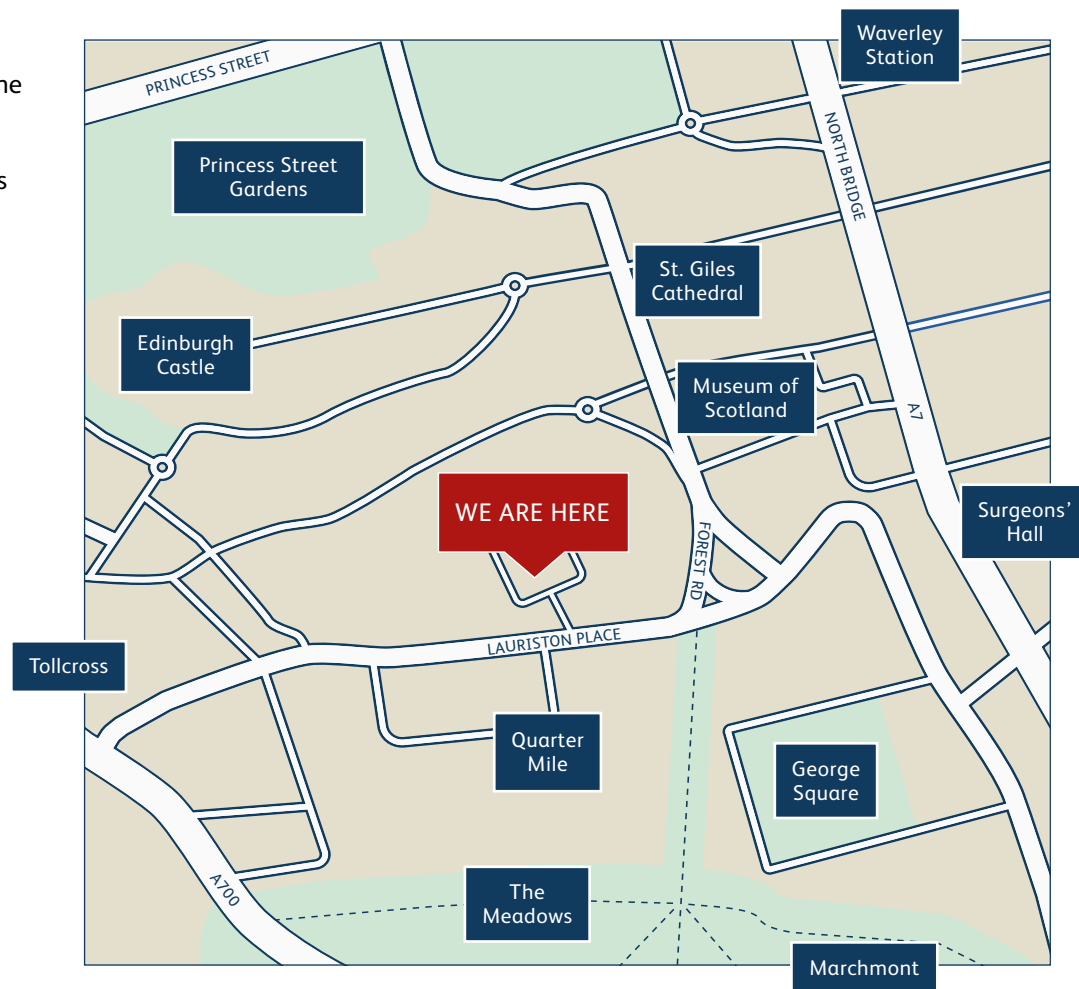 Waverley
Station
ne
PRINCESS STREET
NORTH BRIDGE
Princess Street
Gardens
s
St. Giles
Cathedral
Edinburgh
Castle
Museum of
Scotland
A7
WE ARE HERE
Surgeons'
Hall
FOREST RD
LAURISTON PLACE
Tollcross
Quarter
Mile
George
Square
A700
The
Meadows
Marchmont